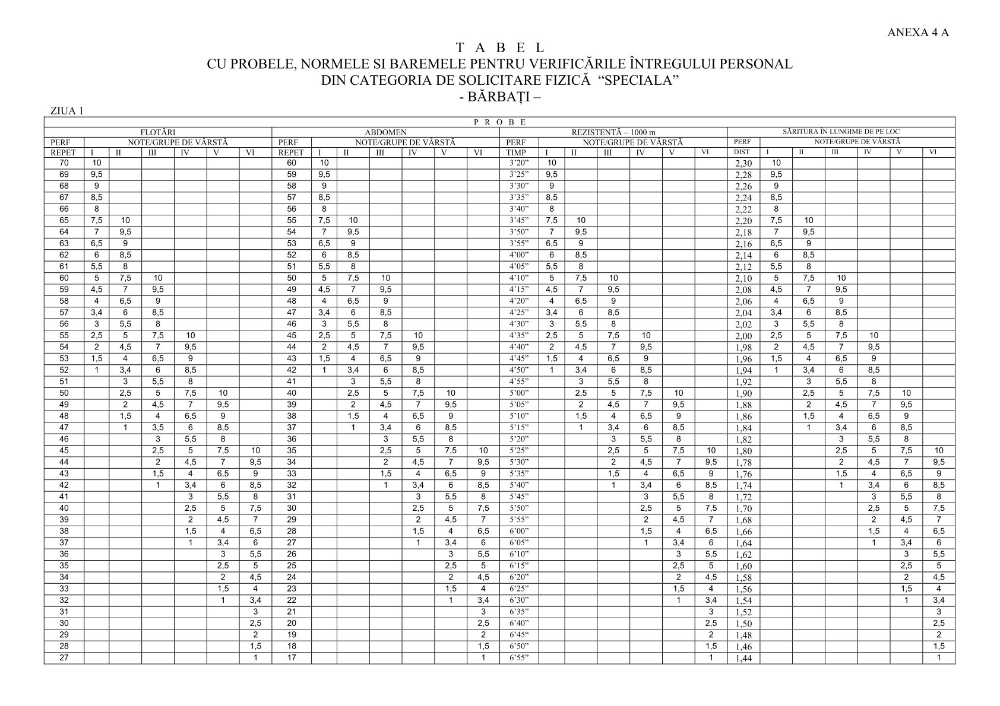 ANEXA 4 A
T A B E L
CU PROBELE, NORMELE SI BAREMELE PENTRU VERIFICĂRILE ÎNTREGULUI PERSONAL
DIN CATEGORIA DE SOLICITARE FIZICĂ “SPECIALA”
- BĂRBAŢI –
ZIUA 1
P R O B E
FLOTĂRI ABDOMEN REZISTENTĂ – 1000 m SĂRITURA ÎN LUNGIME DE PE LOC
PERF NOTE/GRUPE DE VÂRSTĂ PERF NOTE/GRUPE DE VÂRSTĂ PERF NOTE/GRUPE DE VÂRSTĂ PERF NOTE/GRUPE DE VÂRSTĂ
REPET I II III IV V VI REPET I II III IV V VI TIMP I II III IV V VI DIST I II III IV V VI
70 10 60 10 3’20” 10 2,30 10
69 9,5 59 9,5 3’25” 9,5 2,28 9,5
68 9 58 9 3’30” 9 2,26 9
67 8,5 57 8,5 3’35” 8,5 2,24 8,5
66 8 56 8 3’40” 8 2,22 8
65 7,5 10 55 7,5 10 3’45” 7,5 10 2,20 7,5 10
64 7 9,5 54 7 9,5 3’50” 7 9,5 2,18 7 9,5
63 6,5 9 53 6,5 9 3’55” 6,5 9 2,16 6,5 9
62 6 8,5 52 6 8,5 4’00” 6 8,5 2,14 6 8,5
61 5,5 8 51 5,5 8 4’05” 5,5 8 2,12 5,5 8
60 5 7,5 10 50 5 7,5 10 4’10” 5 7,5 10 2,10 5 7,5 10
59 4,5 7 9,5 49 4,5 7 9,5 4’15” 4,5 7 9,5 2,08 4,5 7 9,5
58 4 6,5 9 48 4 6,5 9 4’20” 4 6,5 9 2,06 4 6,5 9
57 3,4 6 8,5 47 3,4 6 8,5 4’25” 3,4 6 8,5 2,04 3,4 6 8,5
56 3 5,5 8 46 3 5,5 8 4’30” 3 5,5 8 2,02 3 5,5 8
55 2,5 5 7,5 10 45 2,5 5 7,5 10 4’35” 2,5 5 7,5 10 2,00 2,5 5 7,5 10
54 2 4,5 7 9,5 44 2 4,5 7 9,5 4’40” 2 4,5 7 9,5 1,98 2 4,5 7 9,5
53 1,5 4 6,5 9 43 1,5 4 6,5 9 4’45” 1,5 4 6,5 9 1,96 1,5 4 6,5 9
52 1 3,4 6 8,5 42 1 3,4 6 8,5 4’50” 1 3,4 6 8,5 1,94 1 3,4 6 8,5
51 3 5,5 8 41 3 5,5 8 4’55” 3 5,5 8 1,92 3 5,5 8
50 2,5 5 7,5 10 40 2,5 5 7,5 10 5’00” 2,5 5 7,5 10 1,90 2,5 5 7,5 10
49 2 4,5 7 9,5 39 2 4,5 7 9,5 5’05” 2 4,5 7 9,5 1,88 2 4,5 7 9,5
48 1,5 4 6,5 9 38 1,5 4 6,5 9 5’10” 1,5 4 6,5 9 1,86 1,5 4 6,5 9
47 1 3,5 6 8,5 37 1 3,4 6 8,5 5’15” 1 3,4 6 8,5 1,84 1 3,4 6 8,5
46 3 5,5 8 36 3 5,5 8 5’20” 3 5,5 8 1,82 3 5,5 8
45 2,5 5 7,5 10 35 2,5 5 7,5 10 5’25” 2,5 5 7,5 10 1,80 2,5 5 7,5 10
44 2 4,5 7 9,5 34 2 4,5 7 9,5 5’30” 2 4,5 7 9,5 1,78 2 4,5 7 9,5
43 1,5 4 6,5 9 33 1,5 4 6,5 9 5’35” 1,5 4 6,5 9 1,76 1,5 4 6,5 9
42 1 3,4 6 8,5 32 1 3,4 6 8,5 5’40” 1 3,4 6 8,5 1,74 1 3,4 6 8,5
41 3 5,5 8 31 3 5,5 8 5’45” 3 5,5 8 1,72 3 5,5 8
40 2,5 5 7,5 30 2,5 5 7,5 5’50” 2,5 5 7,5 1,70 2,5 5 7,5
39 2 4,5 7 29 2 4,5 7 5’55” 2 4,5 7 1,68 2 4,5 7
38 1,5 4 6,5 28 1,5 4 6,5 6’00” 1,5 4 6,5 1,66 1,5 4 6,5
37 1 3,4 6 27 1 3,4 6 6’05” 1 3,4 6 1,64 1 3,4 6
36 3 5,5 26 3 5,5 6’10” 3 5,5 1,62 3 5,5
35 2,5 5 25 2,5 5 6’15” 2,5 5 1,60 2,5 5
34 2 4,5 24 2 4,5 6’20” 2 4,5 1,58 2 4,5
33 1,5 4 23 1,5 4 6’25” 1,5 4 1,56 1,5 4
32 1 3,4 22 1 3,4 6’30” 1 3,4 1,54 1 3,4
31 3 21 3 6’35” 3 1,52 3
30 2,5 20 2,5 6’40” 2,5 1,50 2,5
29 2 19 2 6’45“ 2 1,48 2
28 1,5 18 1,5 6’50” 1,5 1,46 1,5
27 1 17 1 6’55” 1 1,44 1